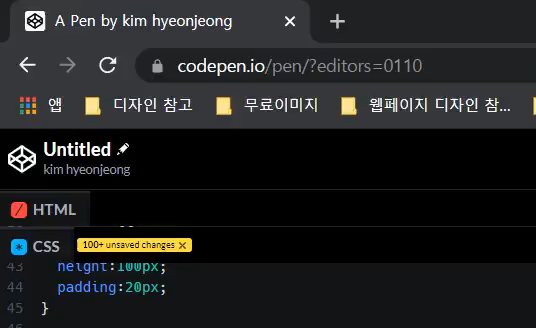 A Pen by kim hyeonjeong
codepen.io/pen/?editors=0110
앱 디자인 참고 무료이미지 웹페이지 디자인 참...
Untitled
kim hyeonjeong
HTML
CSS 100+ unsaved changes ×
43 height:100px;
44 padding:20px;
45 }